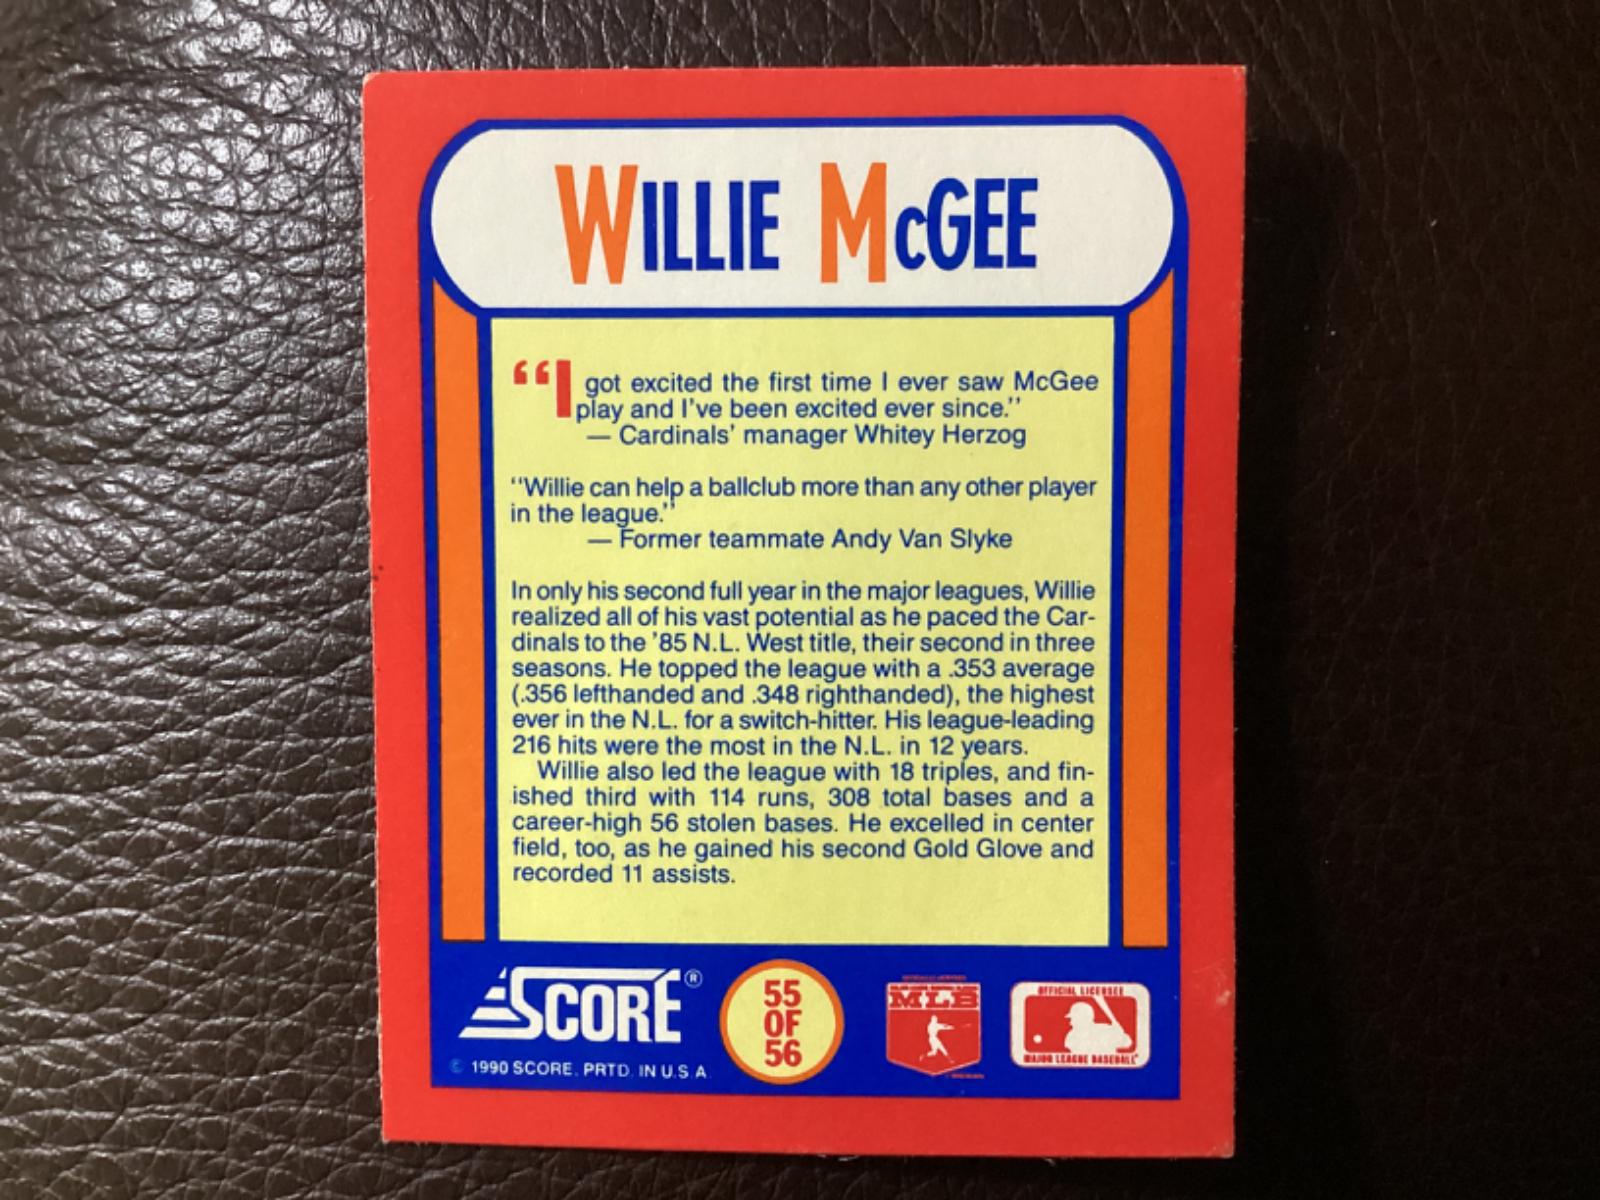 WILLIE McGEE
“I got excited the first time I ever saw McGee
play and I've been excited ever since.”
— Cardinals' manager Whitey Herzog
“Willie can help a ballclub more than any other player
in the league.”
— Former teammate Andy Van Slyke
In only his second full year in the major leagues, Willie
realized all of his vast potential as he paced the Car-
dinals to the '85 N.L. West title, their second in three
seasons. He topped the league with a .353 average
(.356 lefthanded and .348 righthanded), the highest
ever in the N.L. for a switch-hitter. His league-leading
216 hits were the most in the N.L. in 12 years.
Willie also led the league with 18 triples, and fin-
ished third with 114 runs, 308 total bases and a
career-high 56 stolen bases. He excelled in center
field, too, as he gained his second Gold Glove and
recorded 11 assists.
SCORE®
© 1990 SCORE. PRTD. IN U.S.A.
55
OF
56
MLB
OFFICIAL LICENSEE
MAJOR LEAGUE BASEBALL